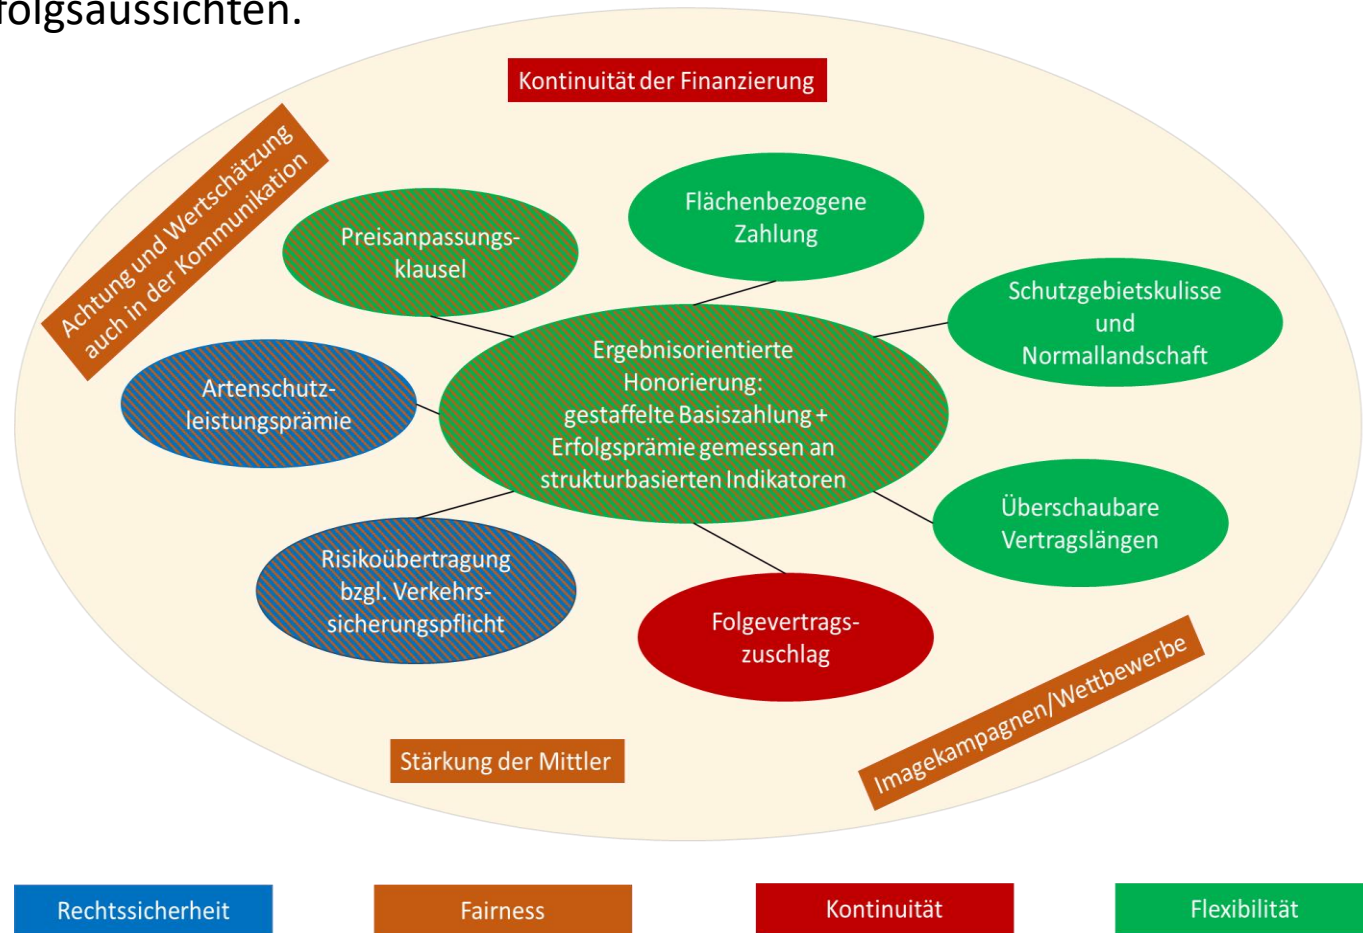 folgsaussichten.
Kontinuität der Finanzierung
Achtung und Wertschätzung
auch in der Kommunikation
Preisanpassungs-
klausel
Flächenbezogene
Zahlung
Schutzgebietskulisse
und
Normallandschaft
Artenschutz-
leistungsprämie
Ergebnisorientierte
Honorierung:
gestaffelte Basiszahlung +
Erfolgsprämie gemessen an
strukturbasierten Indikatoren
Überschaubare
Vertragslängen
Risikoübertragung
bzgl. Verkehrs-
sicherungspflicht
Folgevertrags-
zuschlag
Stärkung der Mittler
Imagekampagnen/Wettbewerbe
Rechtssicherheit
Fairness
Kontinuität
Flexibilität